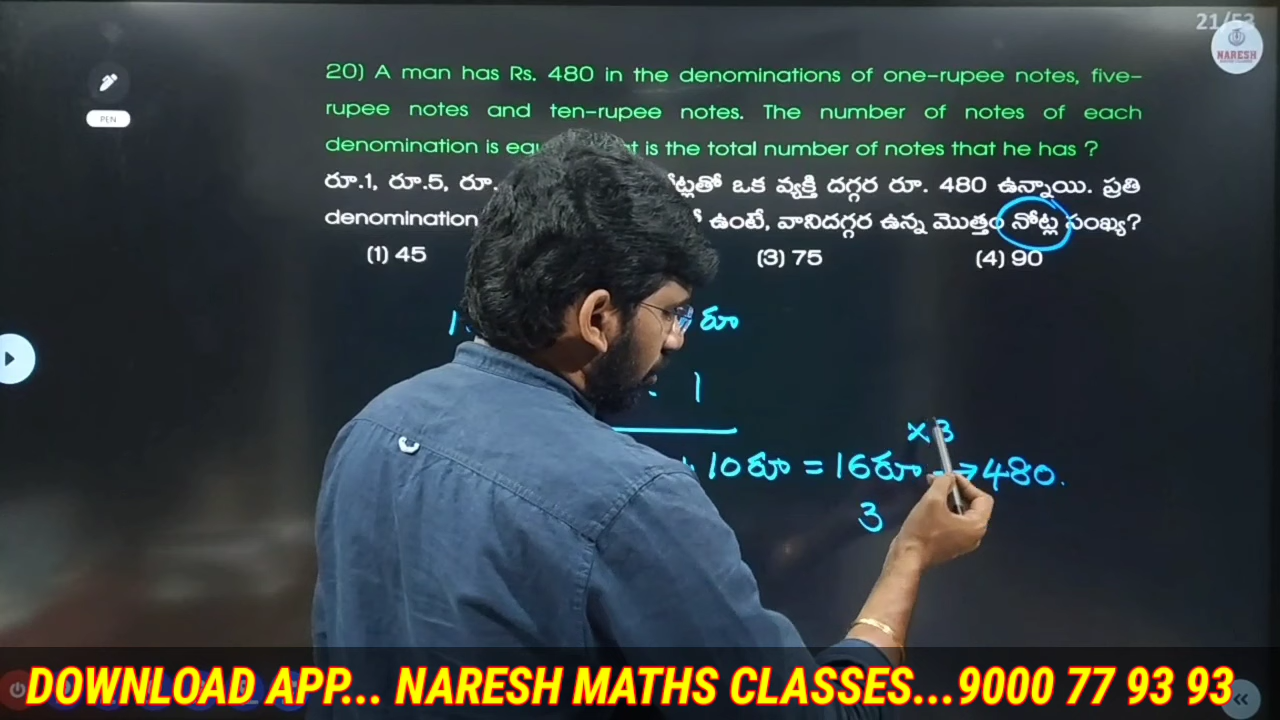 21/53
NARESH
PEN
20) A man has Rs. 480 in the denominations of one-rupee notes, five-
rupee notes and ten-rupee notes. The number of notes of each
denomination is is the total number of notes that he has ?
రూ.1, రూ.5, రూ. ఒక వ్యక్తి దగ్గర రూ. 480 ఉన్నాయి. ప్రతి
denomination ఉంటే, వానిదగ్గర ఉన్న మొత్తం నోట్ల సంఖ్య?
(1) 45 (3) 75 (4) 90
రూ
1
×3
10రూ = 16రూ → 480.
3
DOWNLOAD APP... NARESH MATHS CLASSES...9000 77 93 93